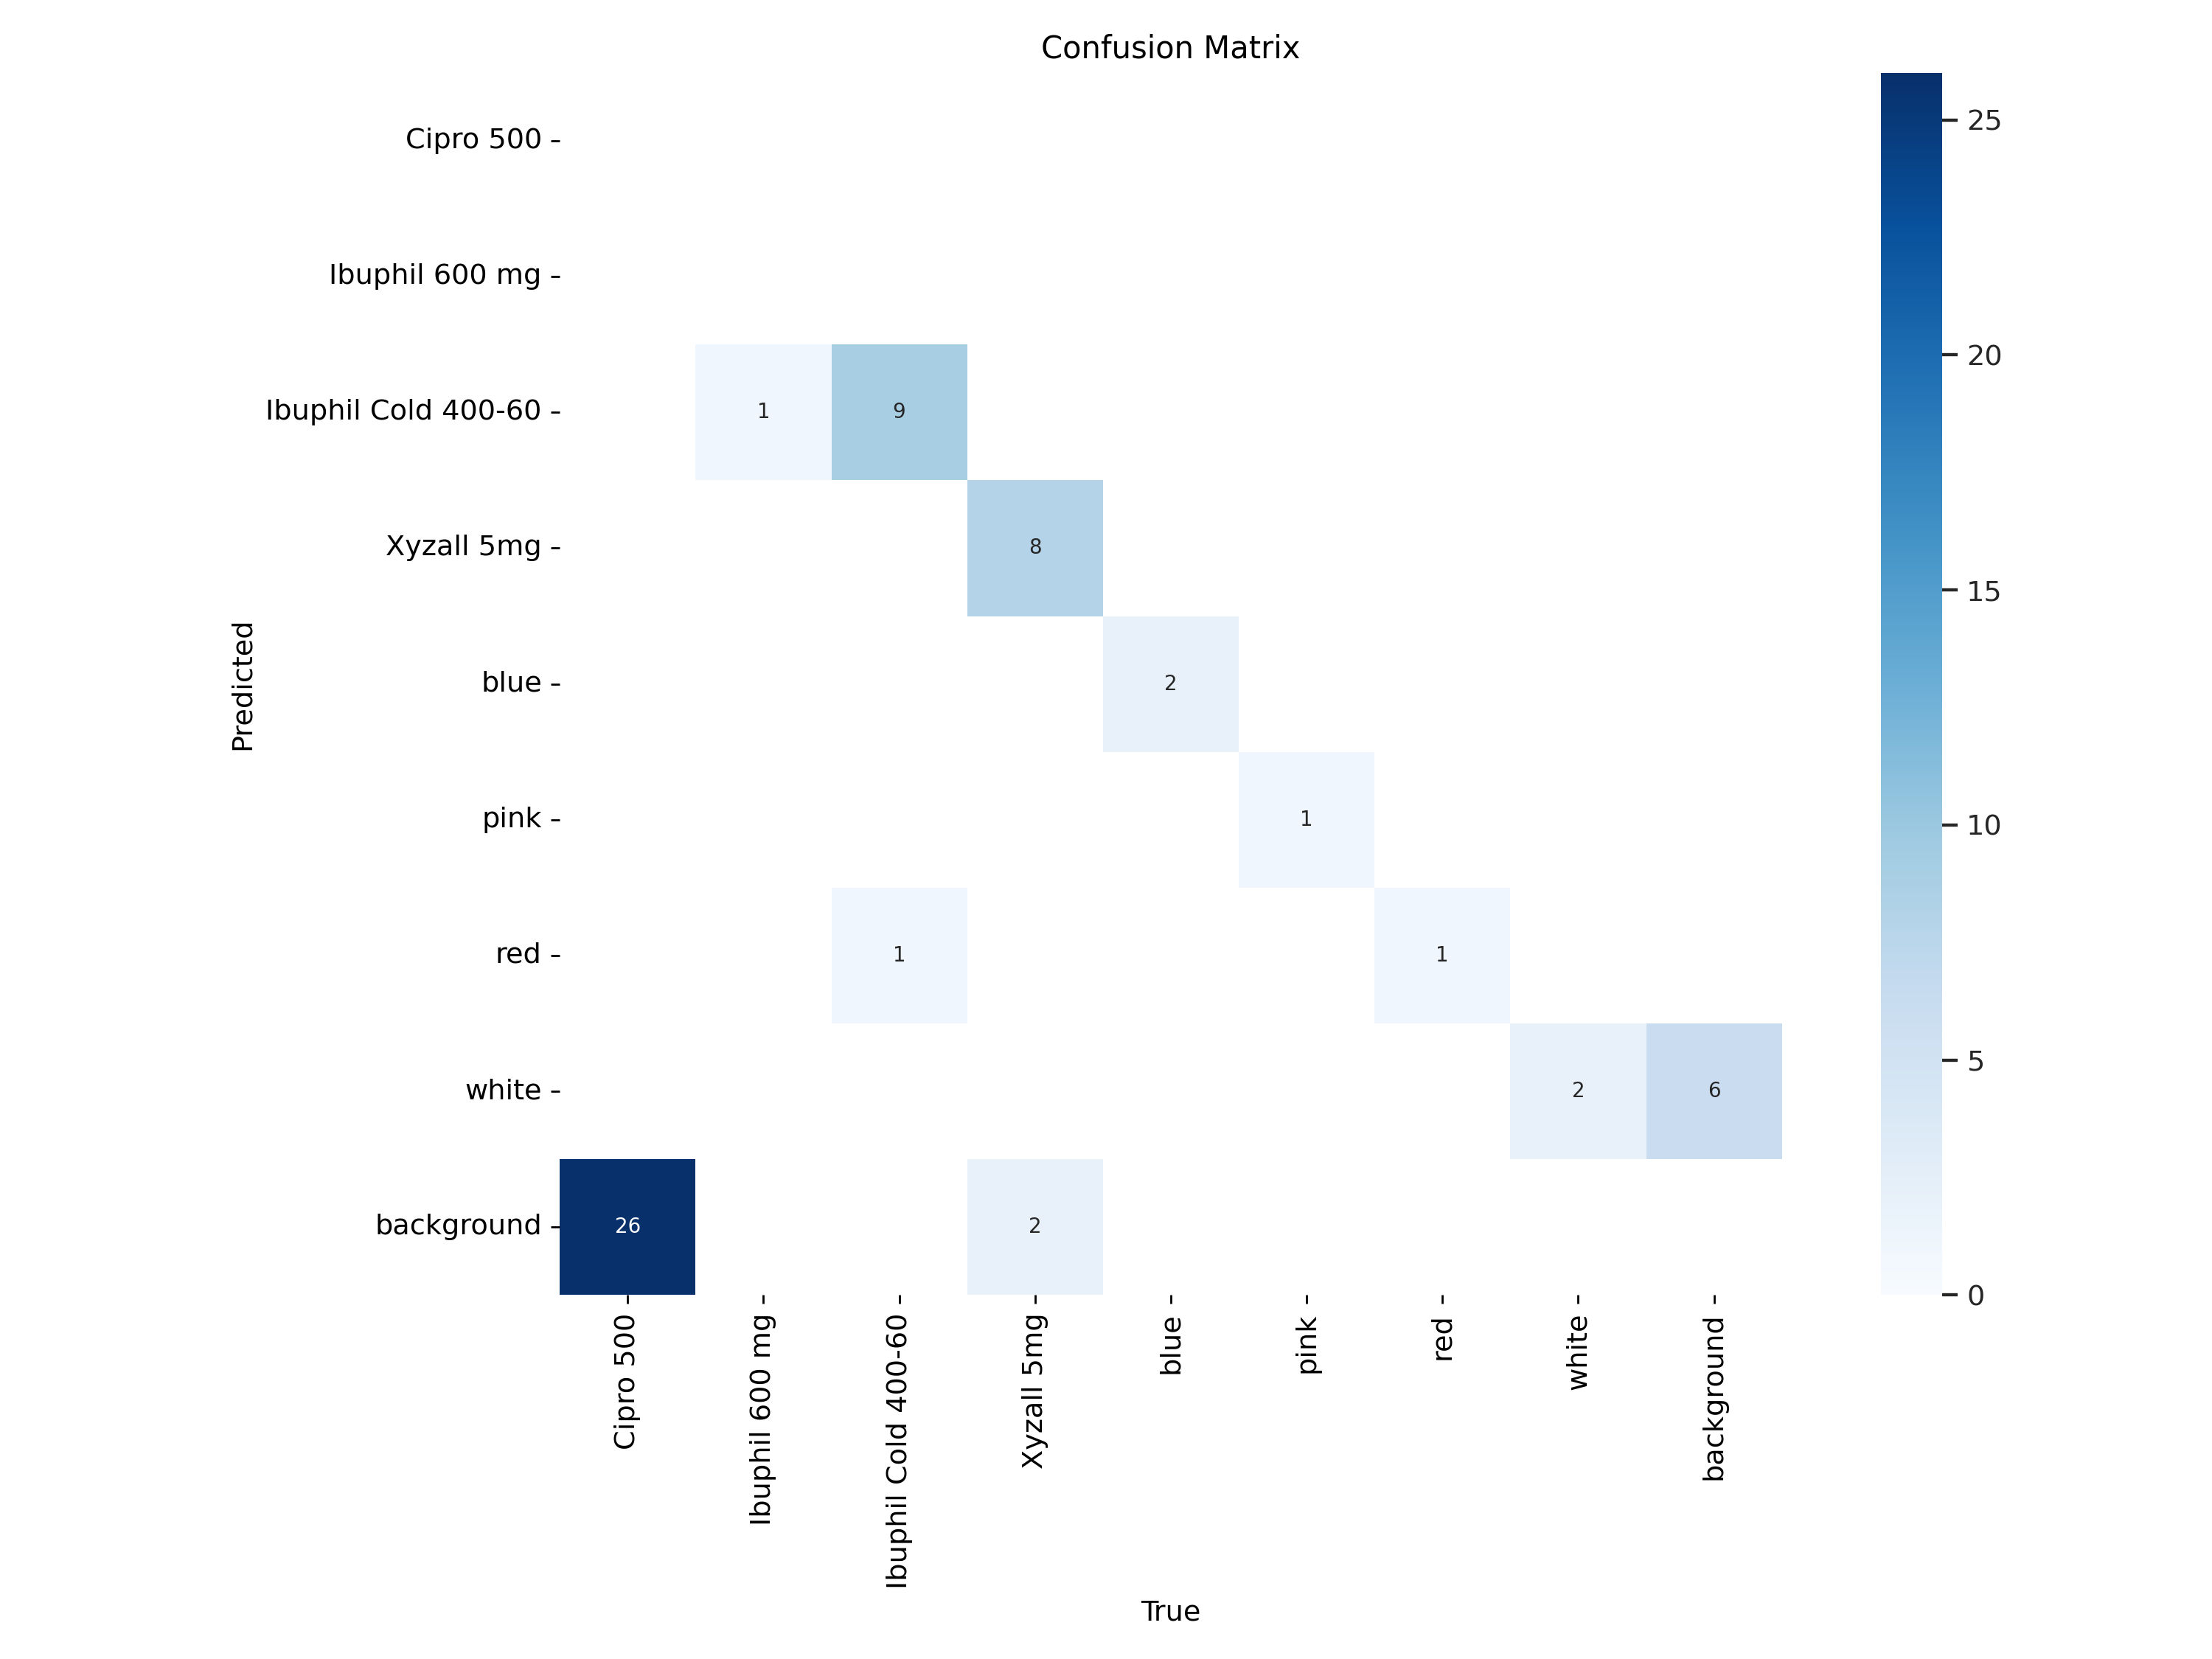 Confusion Matrix
Cipro 500
Ibuphil 600 mg
Ibuphil Cold 400-60
1
9
Xyzall 5mg
8
blue
2
pink
1
red
1
1
white
2
6
background
26
2
Predicted
Cipro 500
Ibuphil 600 mg
Ibuphil Cold 400-60
Xyzall 5mg
blue
pink
red
white
background
True
25
20
15
10
5
0